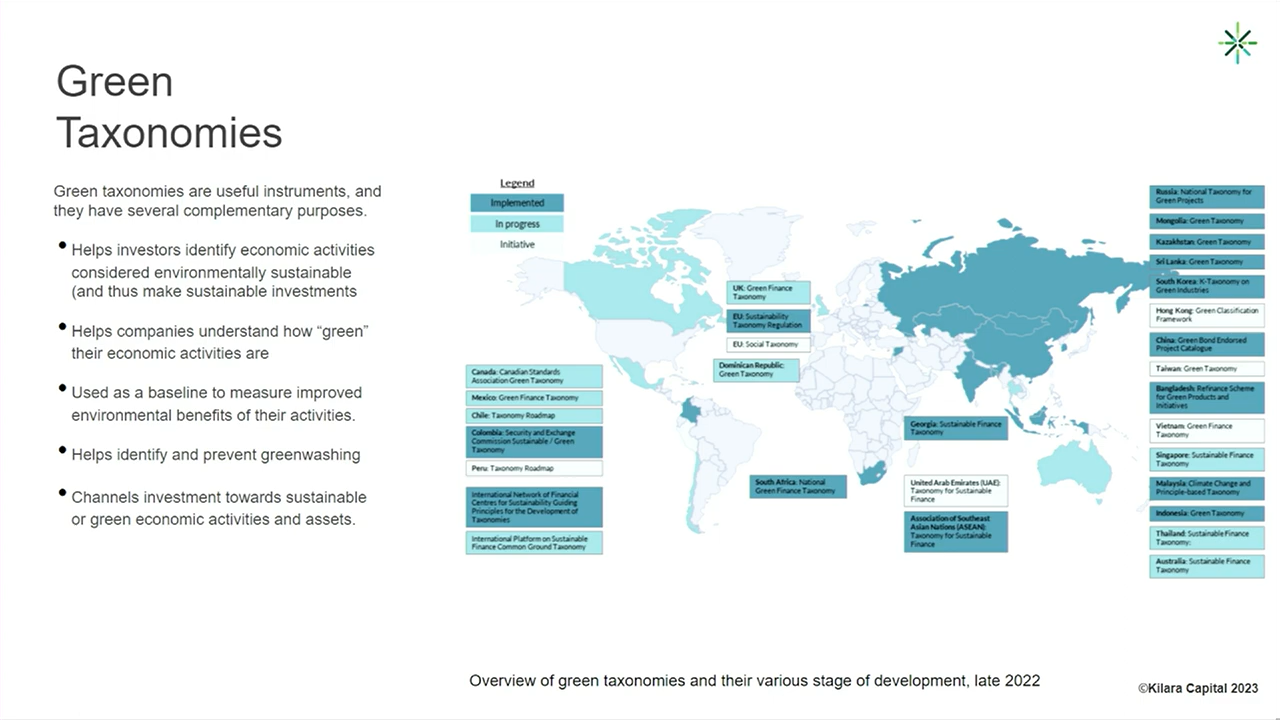 Green
Taxonomies
Green taxonomies are useful instruments, and
they have several complementary purposes.
• Helps investors identify economic activities
considered environmentally sustainable
(and thus make sustainable investments
• Helps companies understand how “green”
their economic activities are
• Used as a baseline to measure improved
environmental benefits of their activities.
• Helps identify and prevent greenwashing
• Channels investment towards sustainable
or green economic activities and assets.
Legend
Implemented
In progress
Initiative
Canada: Canadian Standards
Association Green Taxonomy
Mexico: Green Finance Taxonomy
Chile: Taxonomy Roadmap
Colombia: Security and Exchange
Commission Sustainable / Green
Taxonomy
Peru: Taxonomy Roadmap
International Network of Financial
Centres for Sustainability Guiding
Principles for the Development of
Taxonomies
International Platform on Sustainable
Finance Common Ground Taxonomy
UK: Green Finance
Taxonomy
EU: Sustainability
Taxonomy Regulation
EU: Social Taxonomy
Dominican Republic:
Green Taxonomy
South Africa: National
Green Finance Taxonomy
Georgia: Sustainable Finance
Taxonomy
United Arab Emirates (UAE):
Taxonomy for Sustainable
Finance
Association of Southeast
Asian Nations (ASEAN):
Taxonomy for Sustainable
Finance
Russia: National Taxonomy for
Green Projects
Mongolia: Green Taxonomy
Kazakhstan: Green Taxonomy
Sri Lanka: Green Taxonomy
South Korea: K-Taxonomy on
Green Industries
Hong Kong: Green Classification
Framework
China: Green Bond Endorsed
Project Catalogue
Taiwan: Green Taxonomy
Bangladesh: Refinance Scheme
for Green Products and
Initiatives
Vietnam: Green Finance
Taxonomy
Singapore: Sustainable Finance
Taxonomy
Malaysia: Climate Change and
Principle-based Taxonomy
Indonesia: Green Taxonomy
Thailand: Sustainable Finance
Taxonomy:
Australia: Sustainable Finance
Taxonomy
Overview of green taxonomies and their various stage of development, late 2022
©Kilara Capital 2023